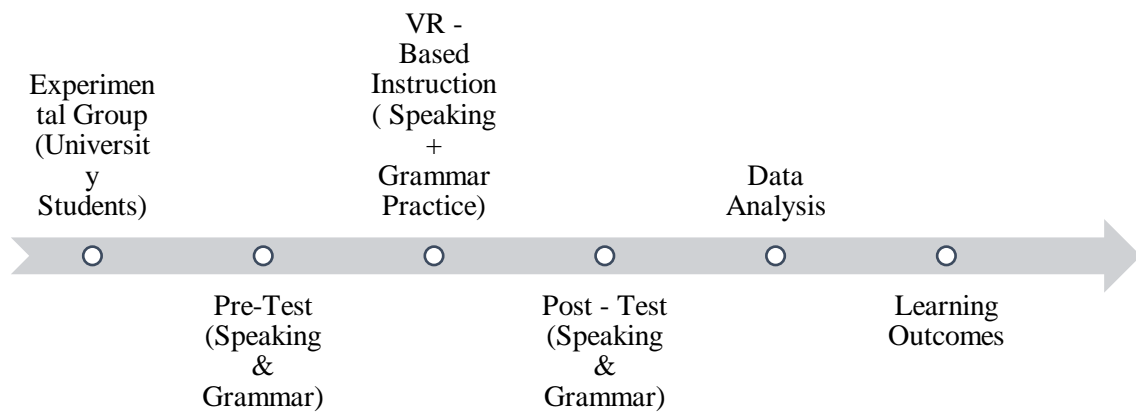 Experimen
tal Group
(Universit
y
Students)
Pre-Test
(Speaking
&
Grammar)
VR -
Based
Instruction
( Speaking
+
Grammar
Practice)
Post - Test
(Speaking
&
Grammar)
Data
Analysis
Learning
Outcomes